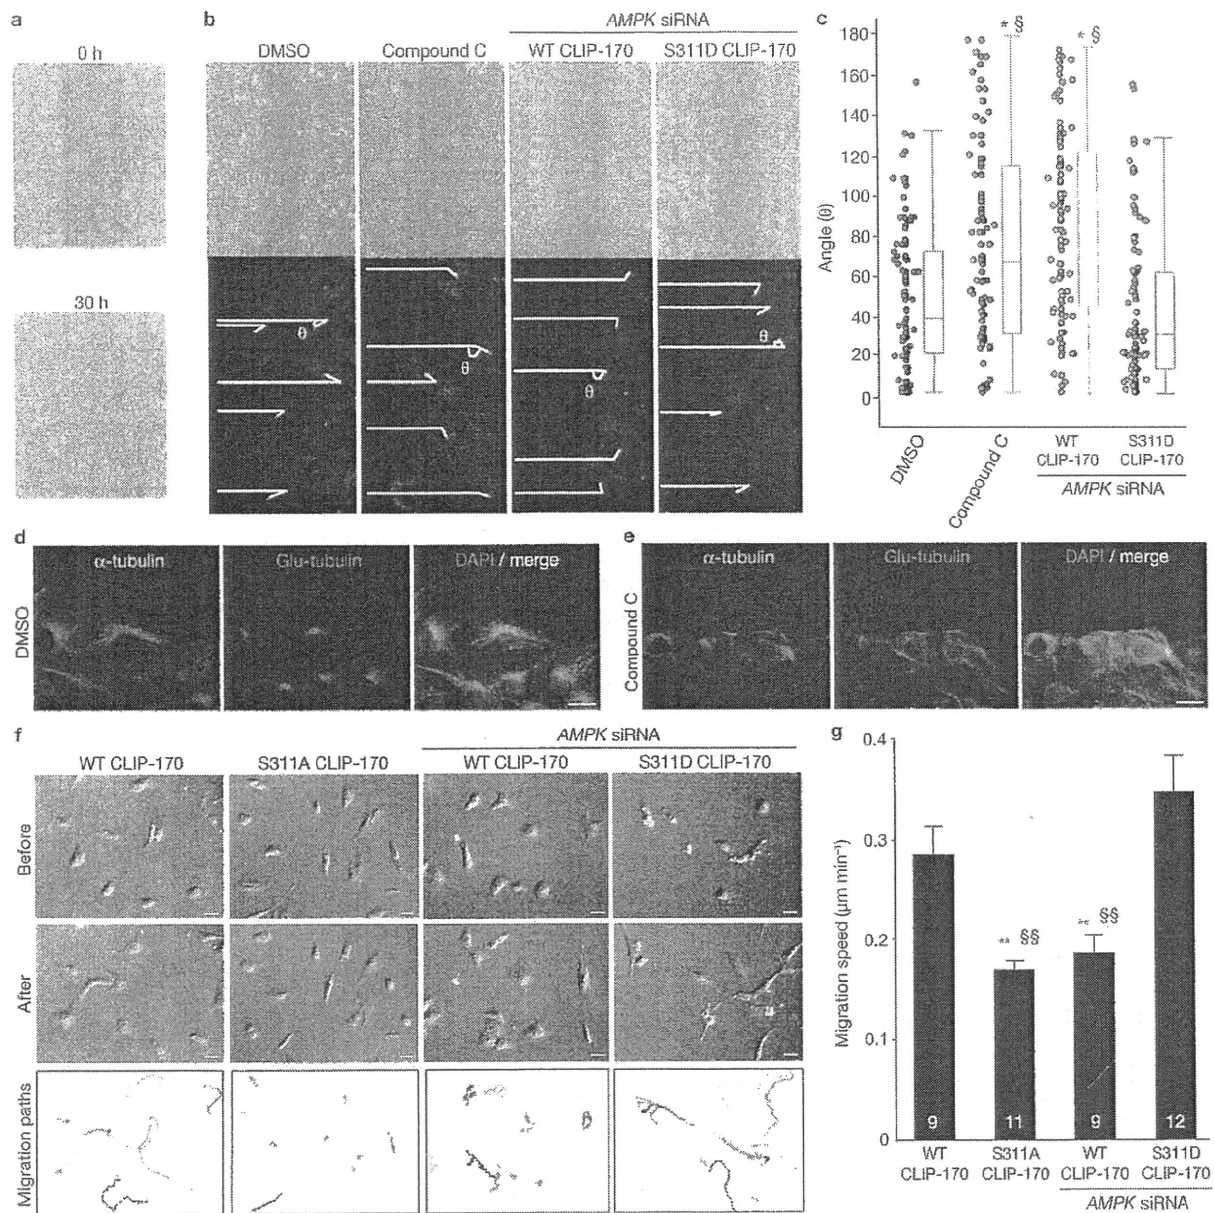 a
0 h
30 h
b
AMPK siRNA
DMSO
Compound C
WT CLIP-170
S311D CLIP-170
θ
θ
θ
θ
c
Angle (θ)
180
160
140
120
100
80
60
40
20
0
* §
* §
DMSO
Compound C
WT
CLIP-170
S311D
CLIP-170
AMPK siRNA
d
DMSO
α-tubulin
Glu-tubulin
DAPI / merge
e
Compound C
α-tubulin
Glu-tubulin
DAPI / merge
f
AMPK siRNA
WT CLIP-170
S311A CLIP-170
WT CLIP-170
S311D CLIP-170
Before
After
Migration paths
g
Migration speed (μm min⁻¹)
0.4
0.3
0.2
0.1
0
** §§
** §§
9
11
9
12
WT
CLIP-170
S311A
CLIP-170
WT
CLIP-170
S311D
CLIP-170
AMPK siRNA